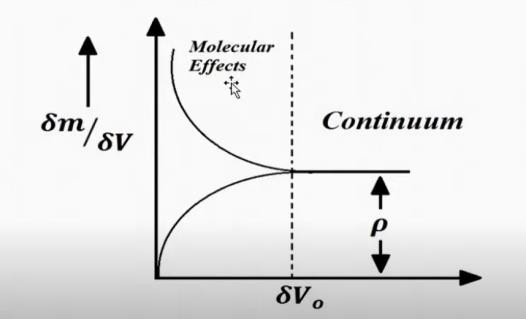 Molecular
Effects
δm/δV
Continuum
ρ
δVo